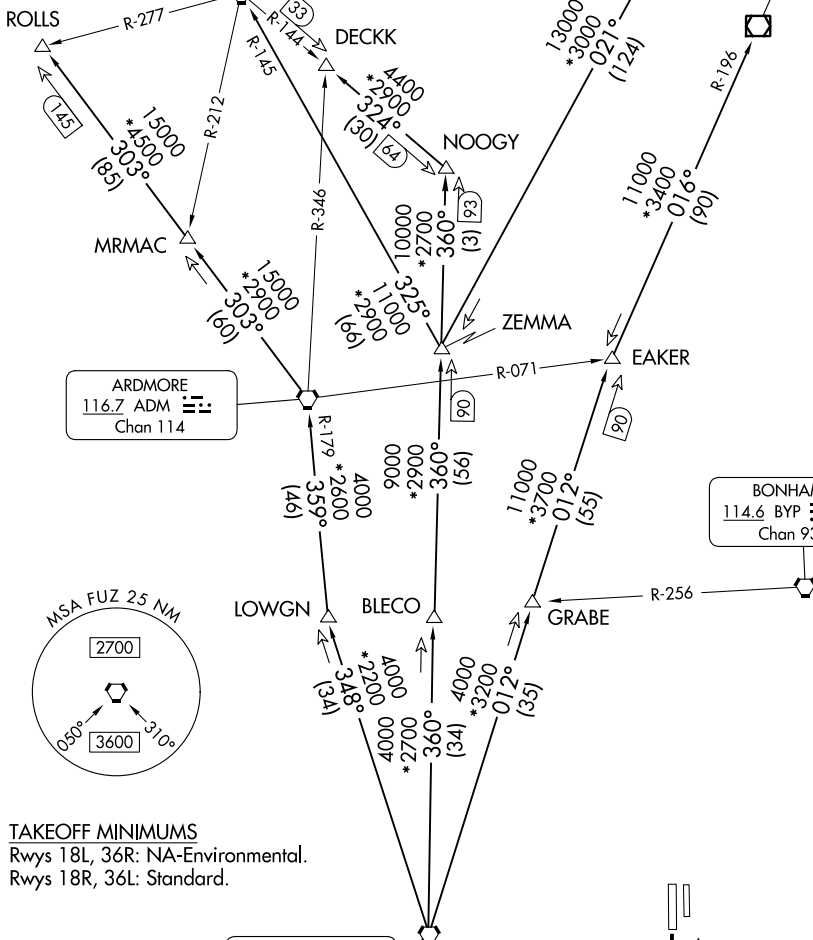 ROLLS
R-277
33
R-144
DECKK
R-145
13000
*3000
021°
(124)
R-196
145
15000
*4500
303°
(85)
R-212
4400
*2900
324°
(30)
64
NOOGY
93
R-346
11000
*3400
016°
(90)
MRMAC
10000
*2700
360°
(3)
15000
*2900
303°
(60)
325°
11000
*2900
(66)
ZEMMA
EAKER
R-071
ARDMORE
116.7 ADM
Chan 114
90
90
R-179
4000
*2600
359°
(46)
9000
*2900
360°
(56)
11000
*3700
012°
(55)
BONHAM
114.6 BYP
Chan 93
R-256
MSA FUZ 25 NM
2700
050°
310°
3600
LOWGN
BLECO
GRABE
4000
*2200
348°
(34)
4000
*2700
360°
(34)
4000
*3200
012°
(35)
TAKEOFF MINIMUMS
Rwys 18L, 36R: NA-Environmental.
Rwys 18R, 36L: Standard.